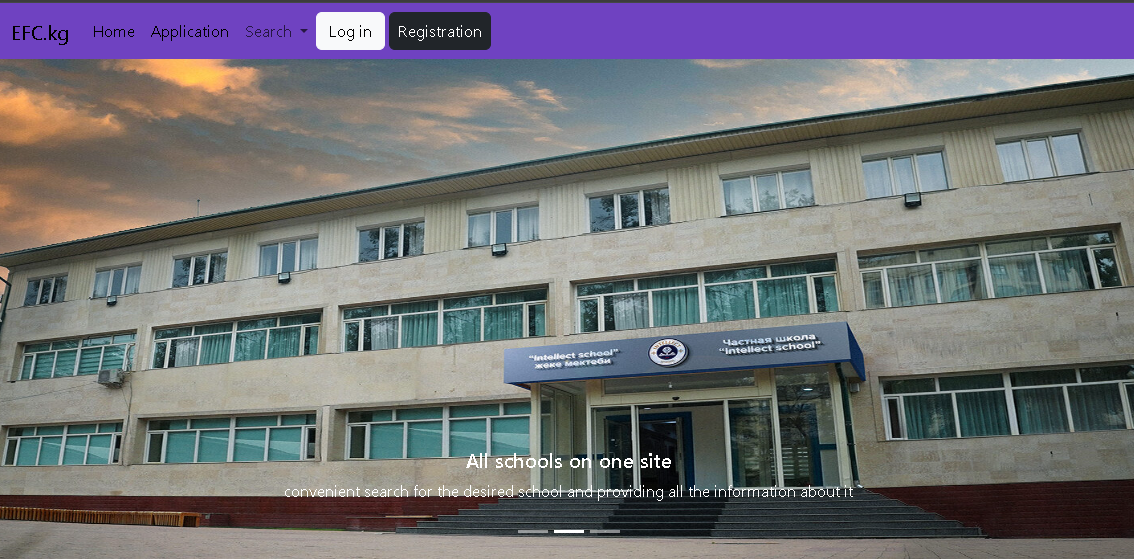 EFC.kg Home Application Search Log in Registration
"Intellect school"
жеке мектеби
Частная школа
"Intellect school"
All schools on one site
convenient search for the desired school and providing all the information about it